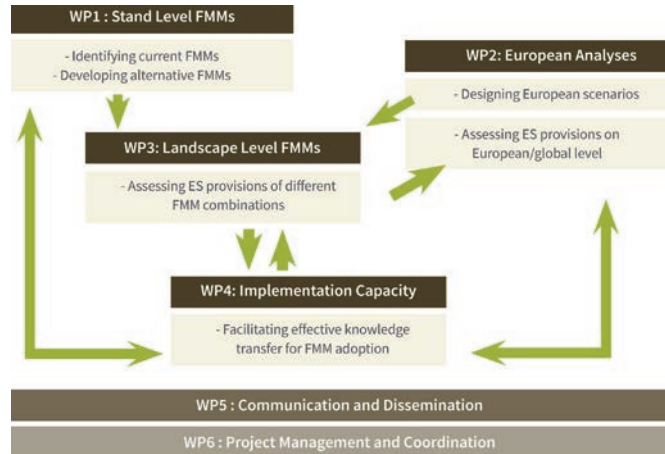 WP1 : Stand Level FMMs
- Identifying current FMMs
- Developing alternative FMMs
WP2: European Analyses
- Designing European scenarios
- Assessing ES provisions on
European/global level
WP3: Landscape Level FMMs
- Assessing ES provisions of different
FMM combinations
WP4: Implementation Capacity
- Facilitating effective knowledge
transfer for FMM adoption
WP5 : Communication and Dissemination
WP6 : Project Management and Coordination